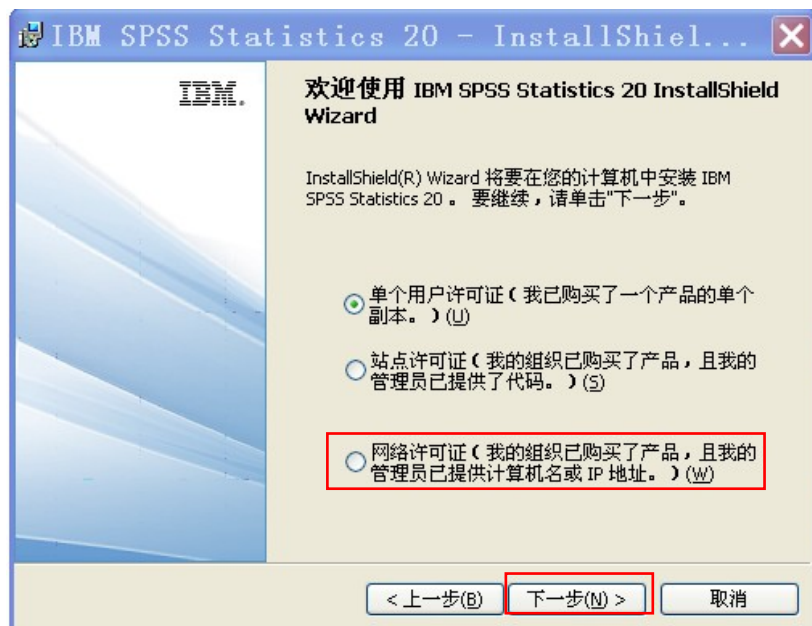 IBM SPSS Statistics 20 - InstallShiel...
IBM.
欢迎使用 IBM SPSS Statistics 20 InstallShield
Wizard
InstallShield(R) Wizard 将要在您的计算机中安装 IBM
SPSS Statistics 20 。 要继续，请单击"下一步"。
单个用户许可证（我已购买了一个产品的单个
副本。）(U)
站点许可证（我的组织已购买了产品，且我的
管理员已提供了代码。）(S)
网络许可证（我的组织已购买了产品，且我的
管理员已提供计算机名或 IP 地址。）(W)
< 上一步(B) 下一步(N) > 取消